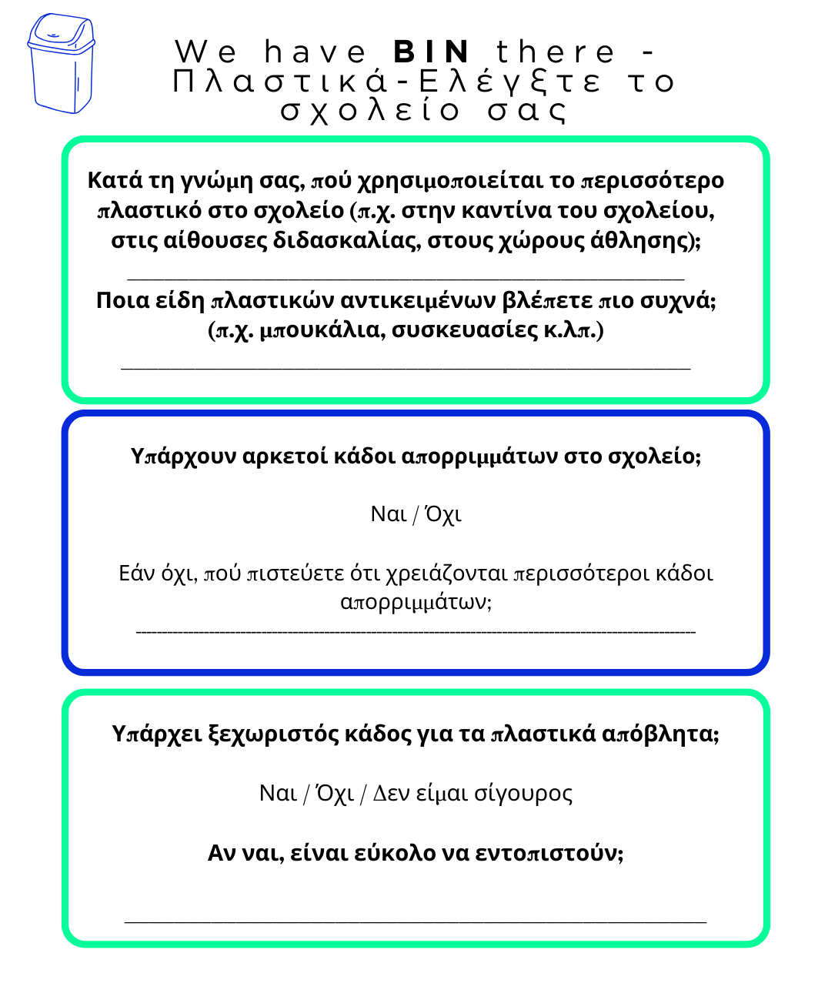 We have BIN there -
Πλαστικά-Ελέγξτε το
σχολείο σας
Κατά τη γνώμη σας, πού χρησιμοποιείται το περισσότερο
πλαστικό στο σχολείο (π.χ. στην καντίνα του σχολείου,
στις αίθουσες διδασκαλίας, στους χώρους άθλησης);
______________________________________________
Ποια είδη πλαστικών αντικειμένων βλέπετε πιο συχνά;
(π.χ. μπουκάλια, συσκευασίες κ.λπ.)
_______________________________________________
Υπάρχουν αρκετοί κάδοι απορριμμάτων στο σχολείο;
Ναι / Όχι
Εάν όχι, πού πιστεύετε ότι χρειάζονται περισσότεροι κάδοι
απορριμμάτων;
--------------------------------------------------------------------------------
Υπάρχει ξεχωριστός κάδος για τα πλαστικά απόβλητα;
Ναι / Όχι / Δεν είμαι σίγουρος
Αν ναι, είναι εύκολο να εντοπιστούν;
________________________________________________